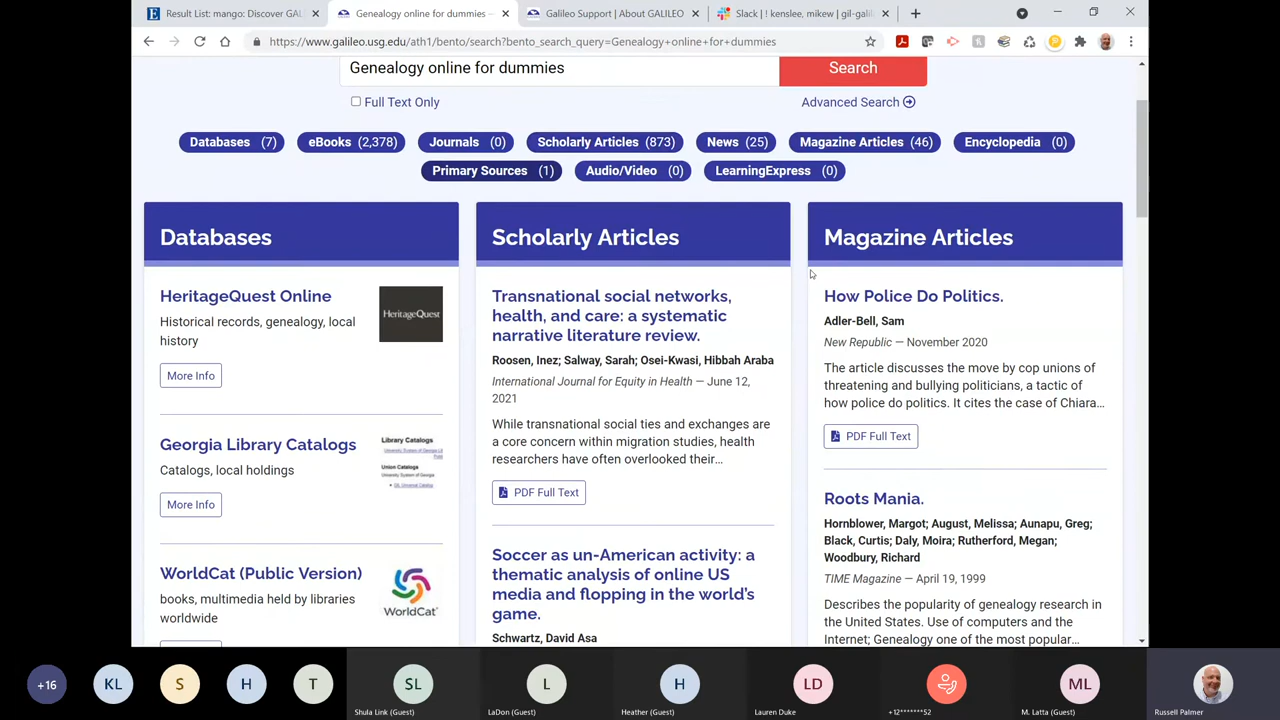 Result List: mango: Discover GAL
Genealogy online for dummies –
Galileo Support | About GALILEO
Slack | ! kenslee, mikew | gil-gal
https://www.galileo.usg.edu/ath1/bento/search?bento_search_query=Genealogy+online+for+dummies
Genealogy online for dummies
Search
Full Text Only
Advanced Search
Databases (7)
eBooks (2,378)
Journals (0)
Scholarly Articles (873)
News (25)
Magazine Articles (46)
Encyclopedia (0)
Primary Sources (1)
Audio/Video (0)
LearningExpress (0)
Databases
HeritageQuest Online
Historical records, genealogy, local
history
HeritageQuest
More Info
Georgia Library Catalogs
Catalogs, local holdings
Library Catalogs
Union Catalogs
More Info
WorldCat (Public Version)
books, multimedia held by libraries
worldwide
WorldCat
Scholarly Articles
Transnational social networks,
health, and care: a systematic
narrative literature review.
Roosen, Inez; Salway, Sarah; Osei-Kwasi, Hibbah Araba
International Journal for Equity in Health — June 12,
2021
While transnational social ties and exchanges are
a core concern within migration studies, health
researchers have often overlooked their…
PDF Full Text
Soccer as un-American activity: a
thematic analysis of online US
media and flopping in the world's
game.
Schwartz, David Asa
Magazine Articles
How Police Do Politics.
Adler-Bell, Sam
New Republic — November 2020
The article discusses the move by cop unions of
threatening and bullying politicians, a tactic of
how police do politics. It cites the case of Chiara…
PDF Full Text
Roots Mania.
Hornblower, Margot; August, Melissa; Aunapu, Greg;
Black, Curtis; Daly, Moira; Rutherford, Megan;
Woodbury, Richard
TIME Magazine — April 19, 1999
Describes the popularity of genealogy research in
the United States. Use of computers and the
Internet; Genealogy one of the most popular…
+16
KL
S
H
T
SL
Shula Link (Guest)
L
LaDon (Guest)
H
Heather (Guest)
LD
Lauren Duke
+12*******52
ML
M. Latta (Guest)
Russell Palmer